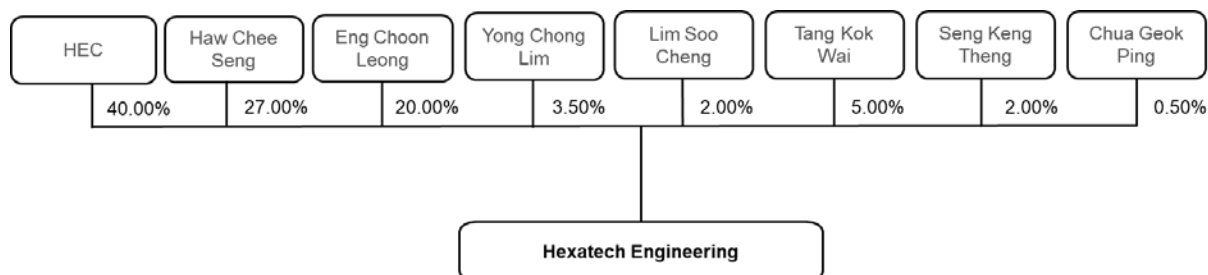 HEC
Haw Chee
Seng
Eng Choon
Leong
Yong Chong
Lim
Lim Soo
Cheng
Tang Kok
Wai
Seng Keng
Theng
Chua Geok
Ping
40.00%
27.00%
20.00%
3.50%
2.00%
5.00%
2.00%
0.50%
Hexatech Engineering